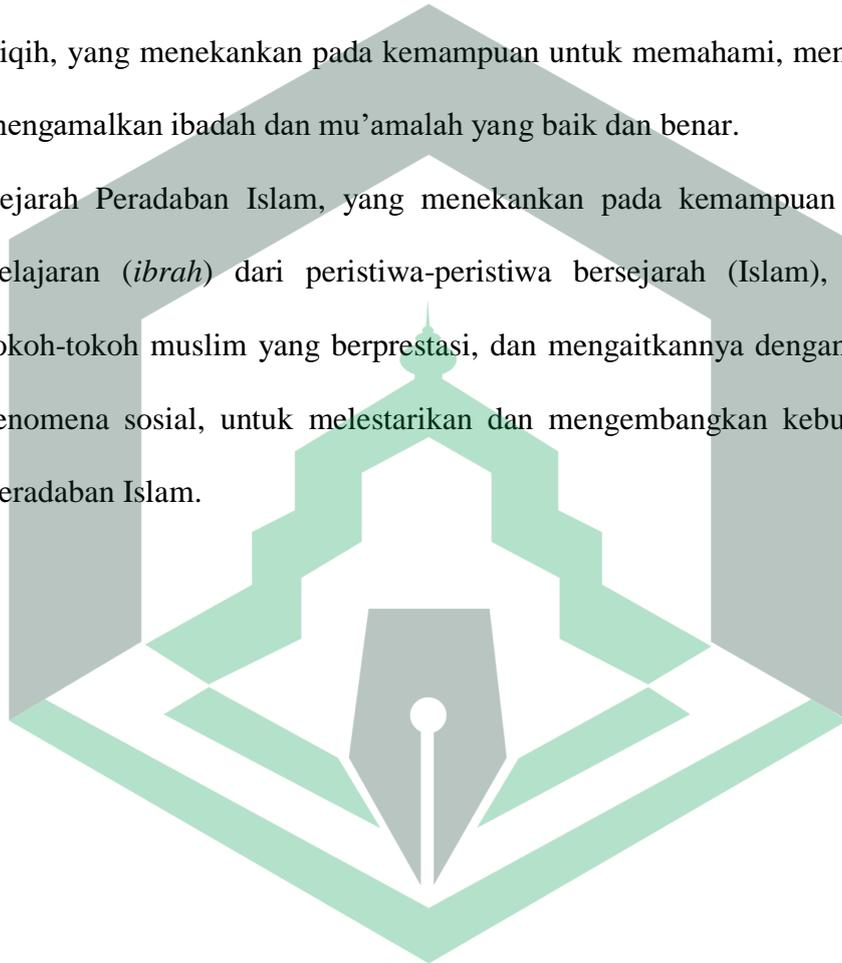 iqih, yang menekankan pada kemampuan untuk memahami, men
nengamalkan ibadah dan mu’amalah yang baik dan benar.
ejarah Peradaban Islam, yang menekankan pada kemampuan
elajaran (ibrah) dari peristiwa-peristiwa bersejarah (Islam),
okoh-tokoh muslim yang berprestasi, dan mengaitkannya dengan
enomena sosial, untuk melestarikan dan mengembangkan kebu
eradaban Islam.